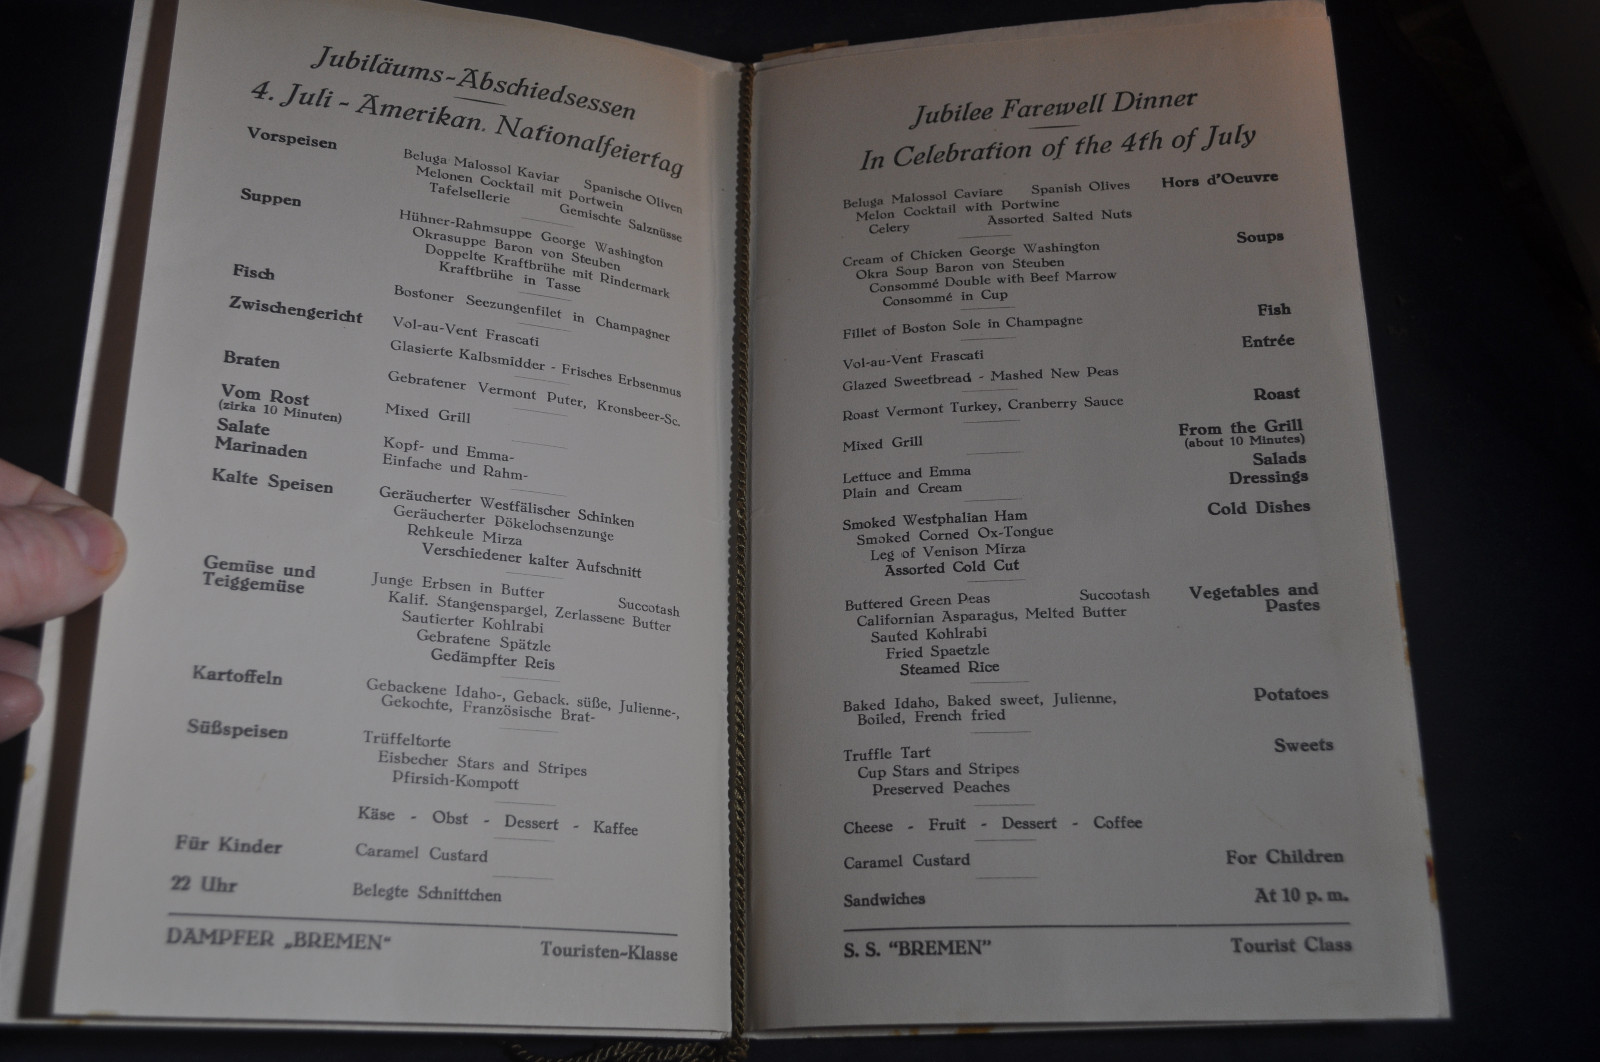 Jubiläums-Abschiedsessen
4. Juli - Amerikan. Nationalfeiertag
Vorspeisen
Beluga Malossol Kaviar Spanische Oliven
Melonen Cocktail mit Portwein
Tafelsellerie Gemischte Salznüsse
Suppen
Hühner-Rahmsuppe George Washington
Okrasuppe Baron von Steuben
Doppelte Kraftbrühe mit Rindermark
Kraftbrühe in Tasse
Fisch
Bostoner Seezungenfilet in Champagner
Zwischengericht
Vol-au-Vent Frascati
Glasierte Kalbsmidder - Frisches Erbsenmus
Braten
Gebratener Vermont Puter, Kronsbeer-Sc.
Vom Rost
(zirka 10 Minuten)
Mixed Grill
Salate
Kopf- und Emma-
Marinaden
Einfache und Rahm-
Kalte Speisen
Geräucherter Westfälischer Schinken
Geräucherter Pökelochsenzunge
Rehkeule Mirza
Verschiedener kalter Aufschnitt
Gemüse und
Teiggemüse
Junge Erbsen in Butter Succotash
Kalif. Stangenspargel, Zerlassene Butter
Sautierter Kohlrabi
Gebratene Spätzle
Gedämpfter Reis
Kartoffeln
Gebackene Idaho-, Geback. süße, Julienne-,
Gekochte, Französische Brat-
Süßspeisen
Trüffeltorte
Eisbecher Stars and Stripes
Pfirsich-Kompott
Käse - Obst - Dessert - Kaffee
Für Kinder
Caramel Custard
22 Uhr
Belegte Schnittchen
DAMPFER „BREMEN“ Touristen-Klasse
Jubilee Farewell Dinner
In Celebration of the 4th of July
Beluga Malossol Caviare Spanish Olives Hors d'Oeuvre
Melon Cocktail with Portwine
Celery Assorted Salted Nuts
Soups
Cream of Chicken George Washington
Okra Soup Baron von Steuben
Consommé Double with Beef Marrow
Consommé in Cup
Fillet of Boston Sole in Champagne Fish
Vol-au-Vent Frascati Entrée
Glazed Sweetbread - Mashed New Peas
Roast Vermont Turkey, Cranberry Sauce Roast
Mixed Grill From the Grill
(about 10 Minutes)
Lettuce and Emma Salads
Plain and Cream Dressings
Smoked Westphalian Ham Cold Dishes
Smoked Corned Ox-Tongue
Leg of Venison Mirza
Assorted Cold Cut
Buttered Green Peas Succotash Vegetables and
Californian Asparagus, Melted Butter Pastes
Sauted Kohlrabi
Fried Spaetzle
Steamed Rice
Baked Idaho, Baked sweet, Julienne, Potatoes
Boiled, French fried
Truffle Tart Sweets
Cup Stars and Stripes
Preserved Peaches
Cheese - Fruit - Dessert - Coffee
Caramel Custard For Children
Sandwiches At 10 p. m.
S. S. “BREMEN” Tourist Class